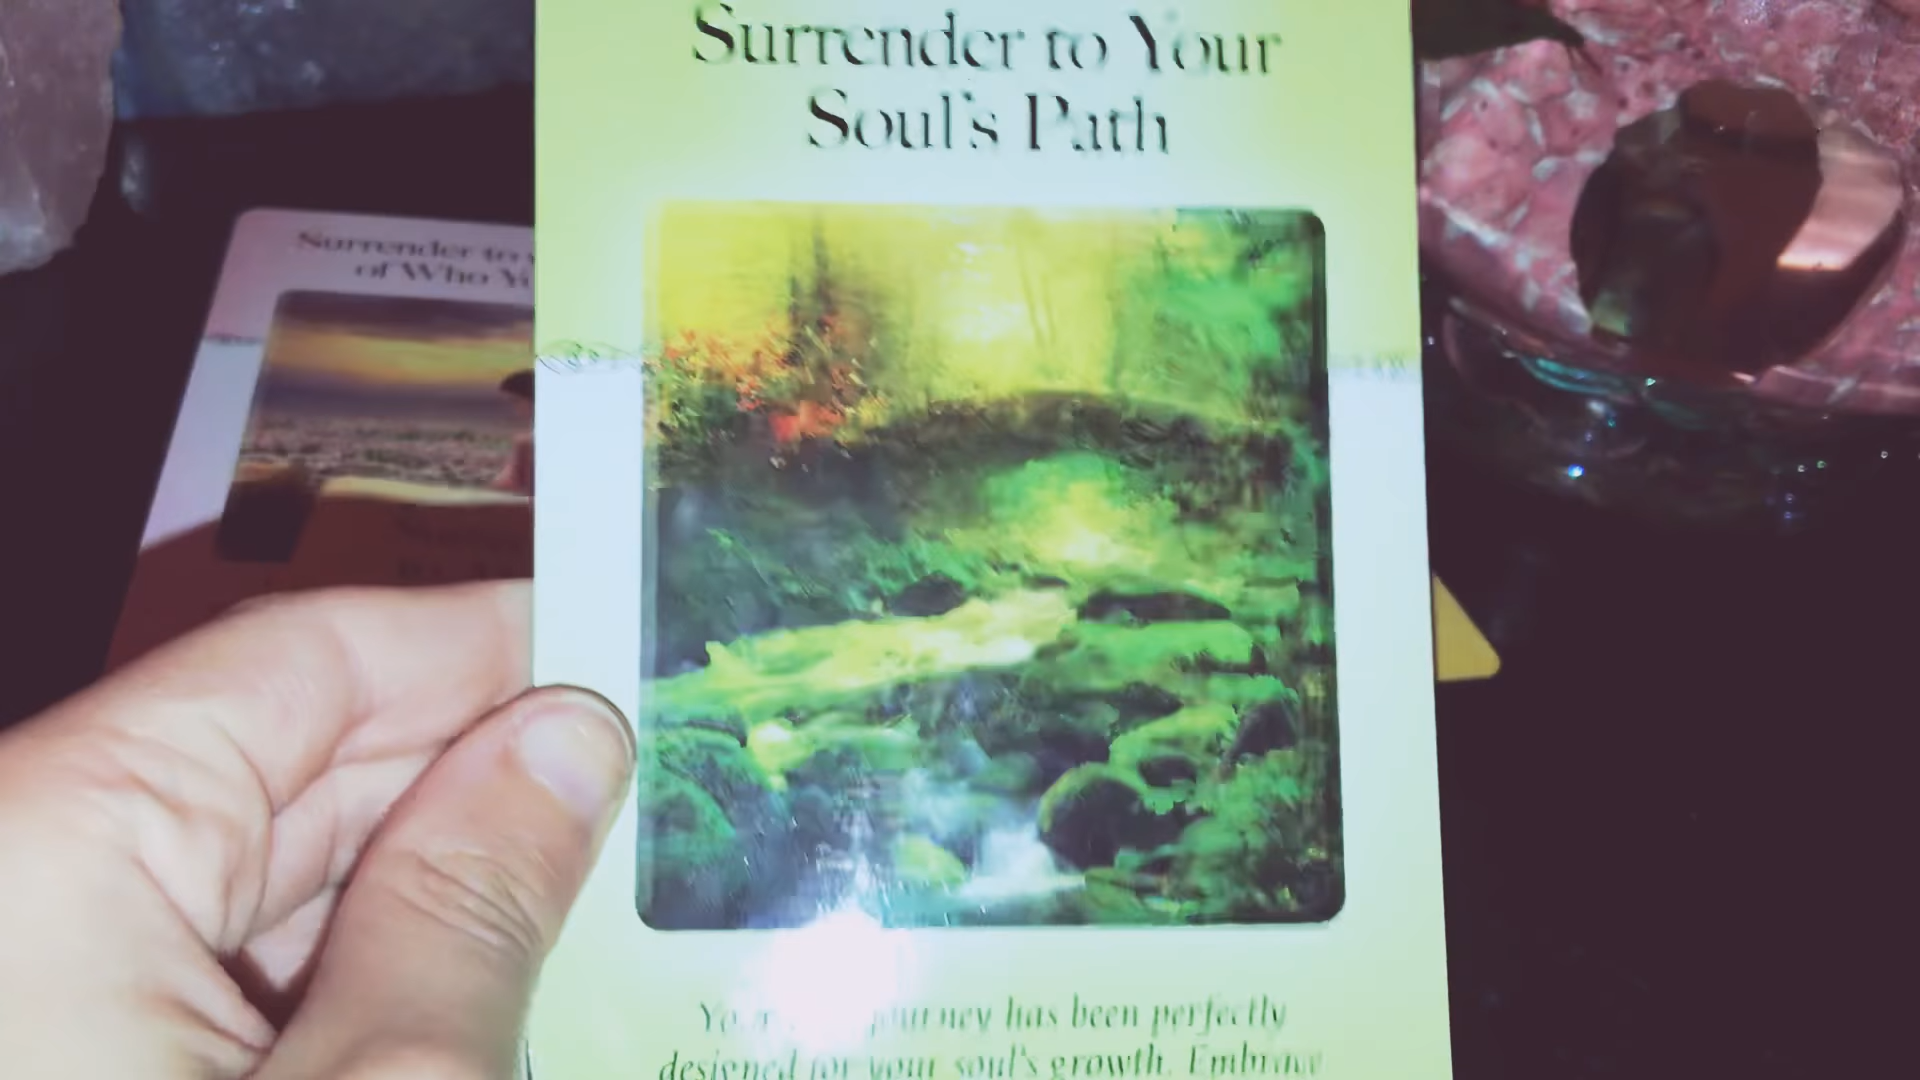 Surrender to Your
Soul's Path
Surrender to
of Who
journey has been perfectly
designed for your soul's growth. Embrace